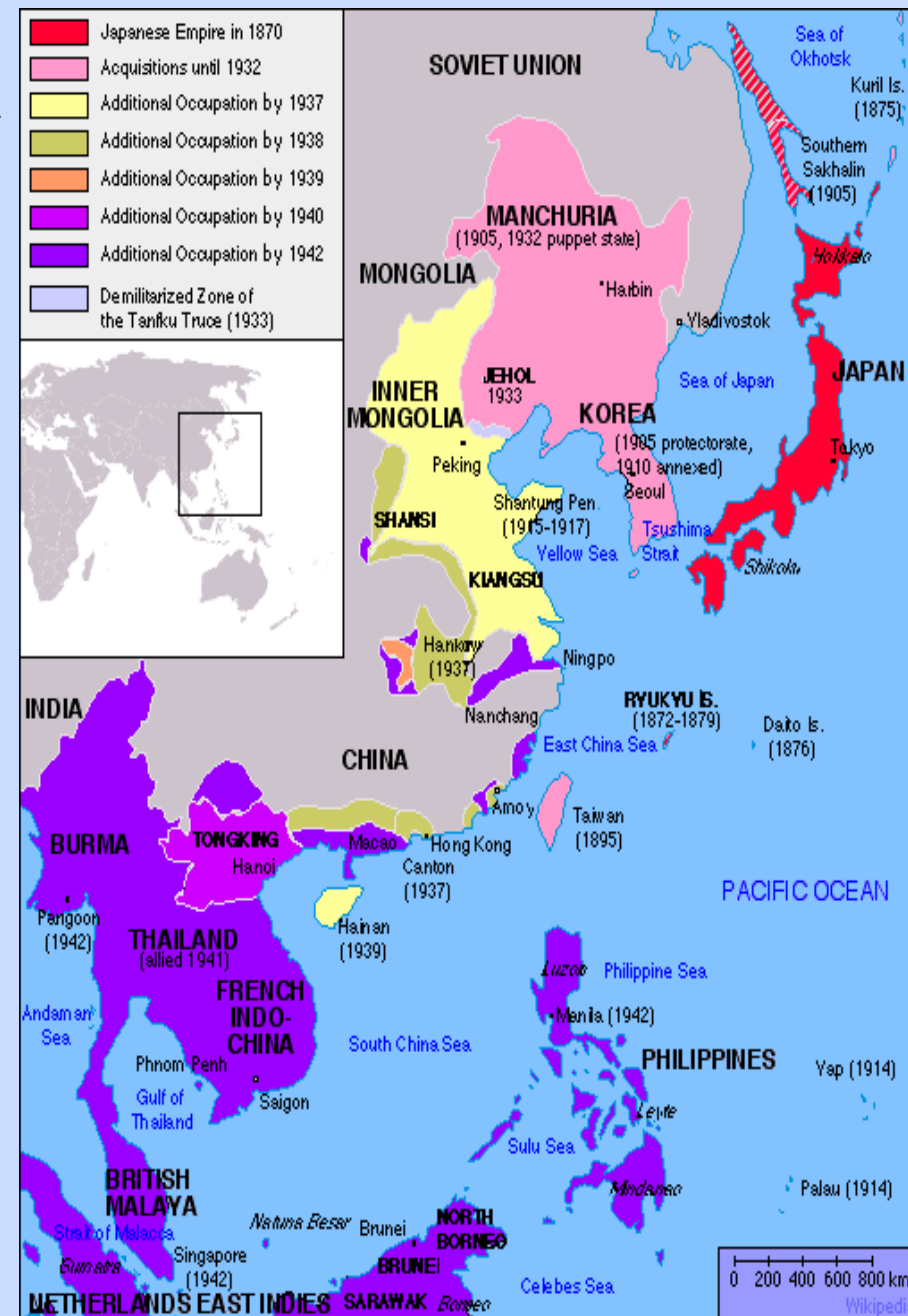 Japanese Empire in 1870
Acquisitions until 1932
Additional Occupation by 1937
Additional Occupation by 1938
Additional Occupation by 1939
Additional Occupation by 1940
Additional Occupation by 1942
Demilitarized Zone of
the Tanfku Truce (1933)
SOVIET UNION
Sea of
Okhotsk
Kuril Is.
(1875)
Southern
Sakhalin
(1905)
MANCHURIA
(1905, 1932 puppet state)
MONGOLIA
Harbin
Hokkaio
Vladivostok
JEHOL
1933
Sea of Japan
JAPAN
INNER
MONGOLIA
KOREA
(1905 protectorate,
1910 annexed)
Tokyo
Peking
Seoul
Shantung Pen.
(1915-1917)
SHANSI
Tsushima
Strait
Yellow Sea
Shikoku
KIANGSU
Hankow
(1937)
Ningpo
INDIA
Nanchang
RYUKYU IS.
(1872-1879)
Daito Is.
(1876)
East China Sea
CHINA
Amoy
Taiwan
(1895)
BURMA
TONGKING
Hanoi
Macao
Hong Kong
Canton
(1937)
PACIFIC OCEAN
Pangoon
(1942)
Hainan
(1939)
THAILAND
(allied 1941)
Luzon
Philippine Sea
FRENCH
INDO-
CHINA
Andaman
Sea
Manila (1942)
South China Sea
PHILIPPINES
Phnom Penh
Yap (1914)
Gulf of
Thailand
Saigon
Leyte
Sulu Sea
BRITISH
MALAYA
Mindanao
Palau (1914)
Natuna Besar
Brunei
NORTH
BORNEO
Strait of Malacca
Singapore
(1942)
Sumatra
BRUNEI
Celebes Sea
0 200 400 600 800 km
NETHERLANDS EAST INDIES
SARAWAK
Borneo
Wikipedi